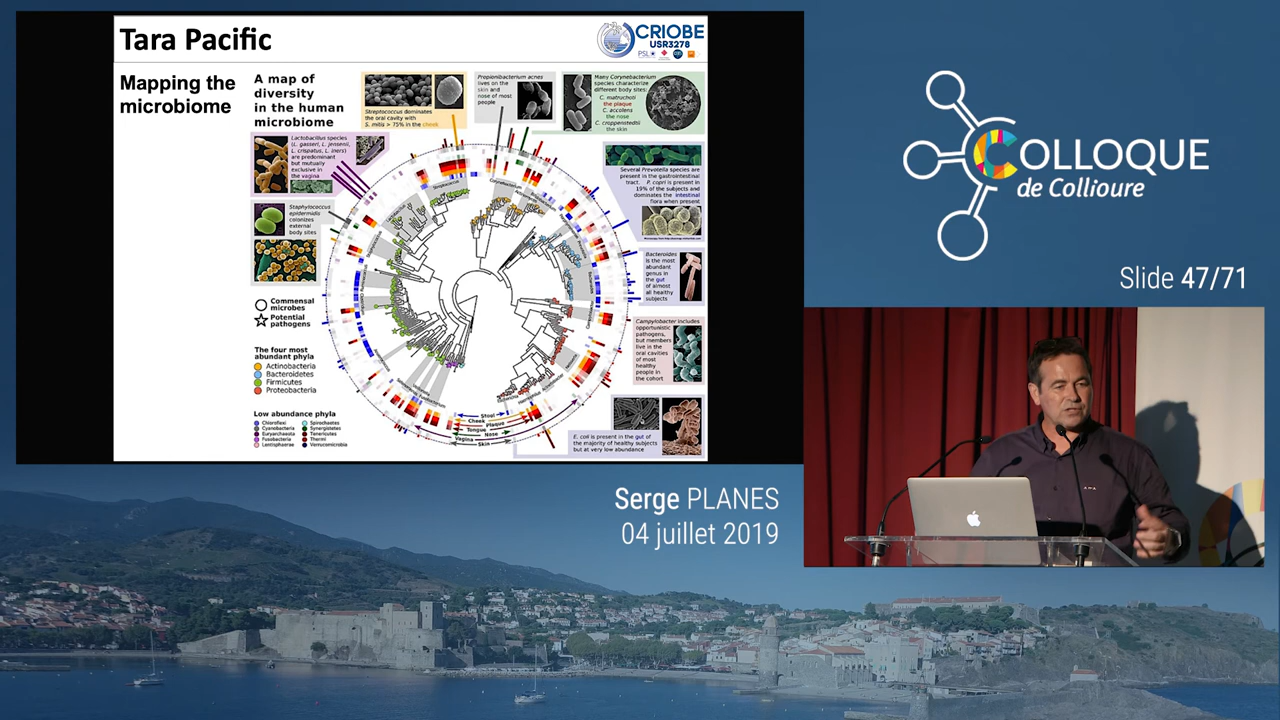 Tara Pacific
CRIOBE
USR3278
PSL
Mapping the
microbiome
A map of
diversity
in the human
microbiome
Streptococcus dominates
the oral cavity with
S. mitis > 75% in the cheek
Propionibacterium acnes
lives on the
skin and
nose of most
people
Many Corynebacterium
species characterize
different body sites:
C. matruchoti
the plaque
C. accolens
the nose
C. croppenstedtii
the skin
Lactobacillus species
(L. gasseri, L. jensenii,
L. crispatus, L. iners)
are predominant
but mutually
exclusive in
the vagina
Several Prevotella species are
present in the gastrointestinal
tract. P. copri is present in
19% of the subjects and
dominates the intestinal
flora when present
Staphylococcus
epidermidis
colonizes
external
body sites
Bacteroides
is the most
abundant
genus in
the gut
of almost
all healthy
subjects
Commensal
microbes
Potential
pathogens
Campylobacter includes
opportunistic
pathogens,
but members
live in the
oral cavities
of most
healthy
people in
the cohort
The four most
abundant phyla
Actinobacteria
Bacteroidetes
Firmicutes
Proteobacteria
Low abundance phyla
Chloroflexi
Cyanobacteria
Euryarchaeota
Fusobacteria
Lentisphaerae
Spirochaetes
Synergistetes
Tenericutes
Thermi
Verrucomicrobia
Streptococcus
Corynebacterium
Stool
Cheek
Plaque
Tongue
Nose
Vagina
Skin
E. coli is present in the gut of
the majority of healthy subjects
but at very low abundance
COLLOQUE
de Collioure
Slide 47/71
Serge PLANES
04 juillet 2019